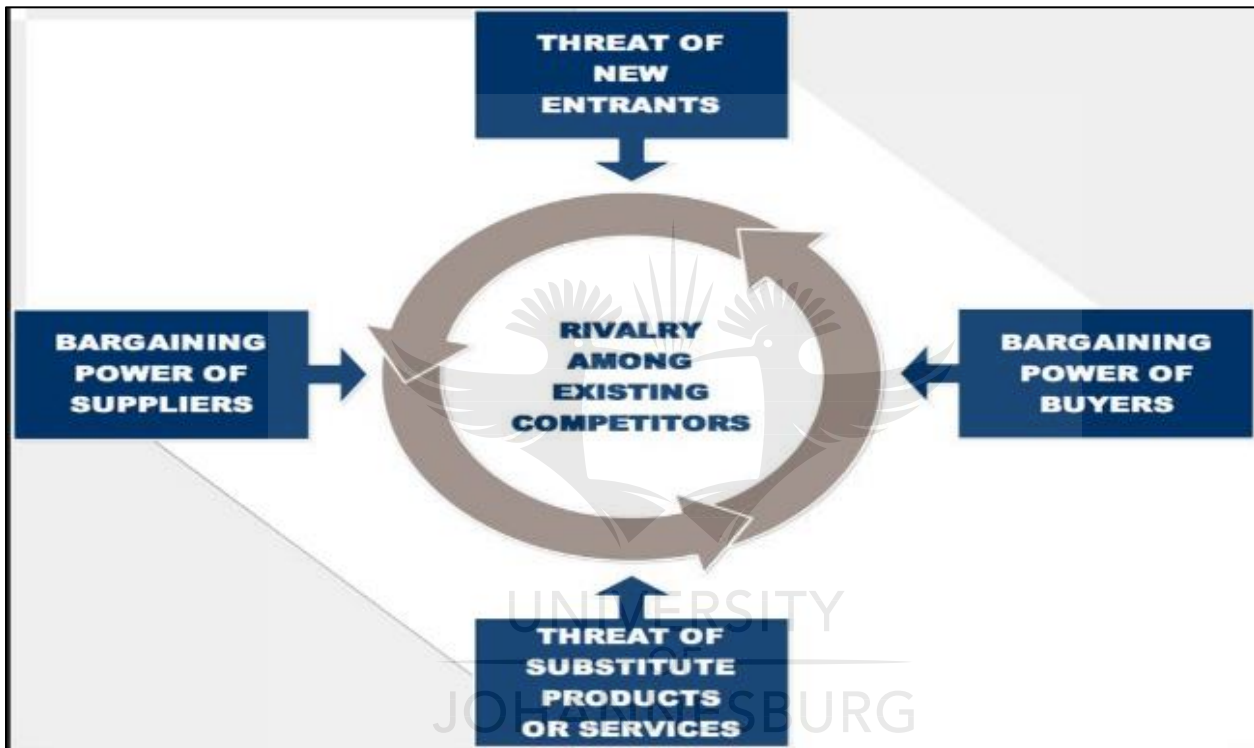 THREAT OF
NEW
ENTRANTS
BARGAINING
POWER OF
SUPPLIERS
RIVALRY
AMONG
EXISTING
COMPETITORS
BARGAINING
POWER OF
BUYERS
THREAT OF
SUBSTITUTE
PRODUCTS
OR SERVICES
UNIVERSITY
OF
JOHANNESBURG